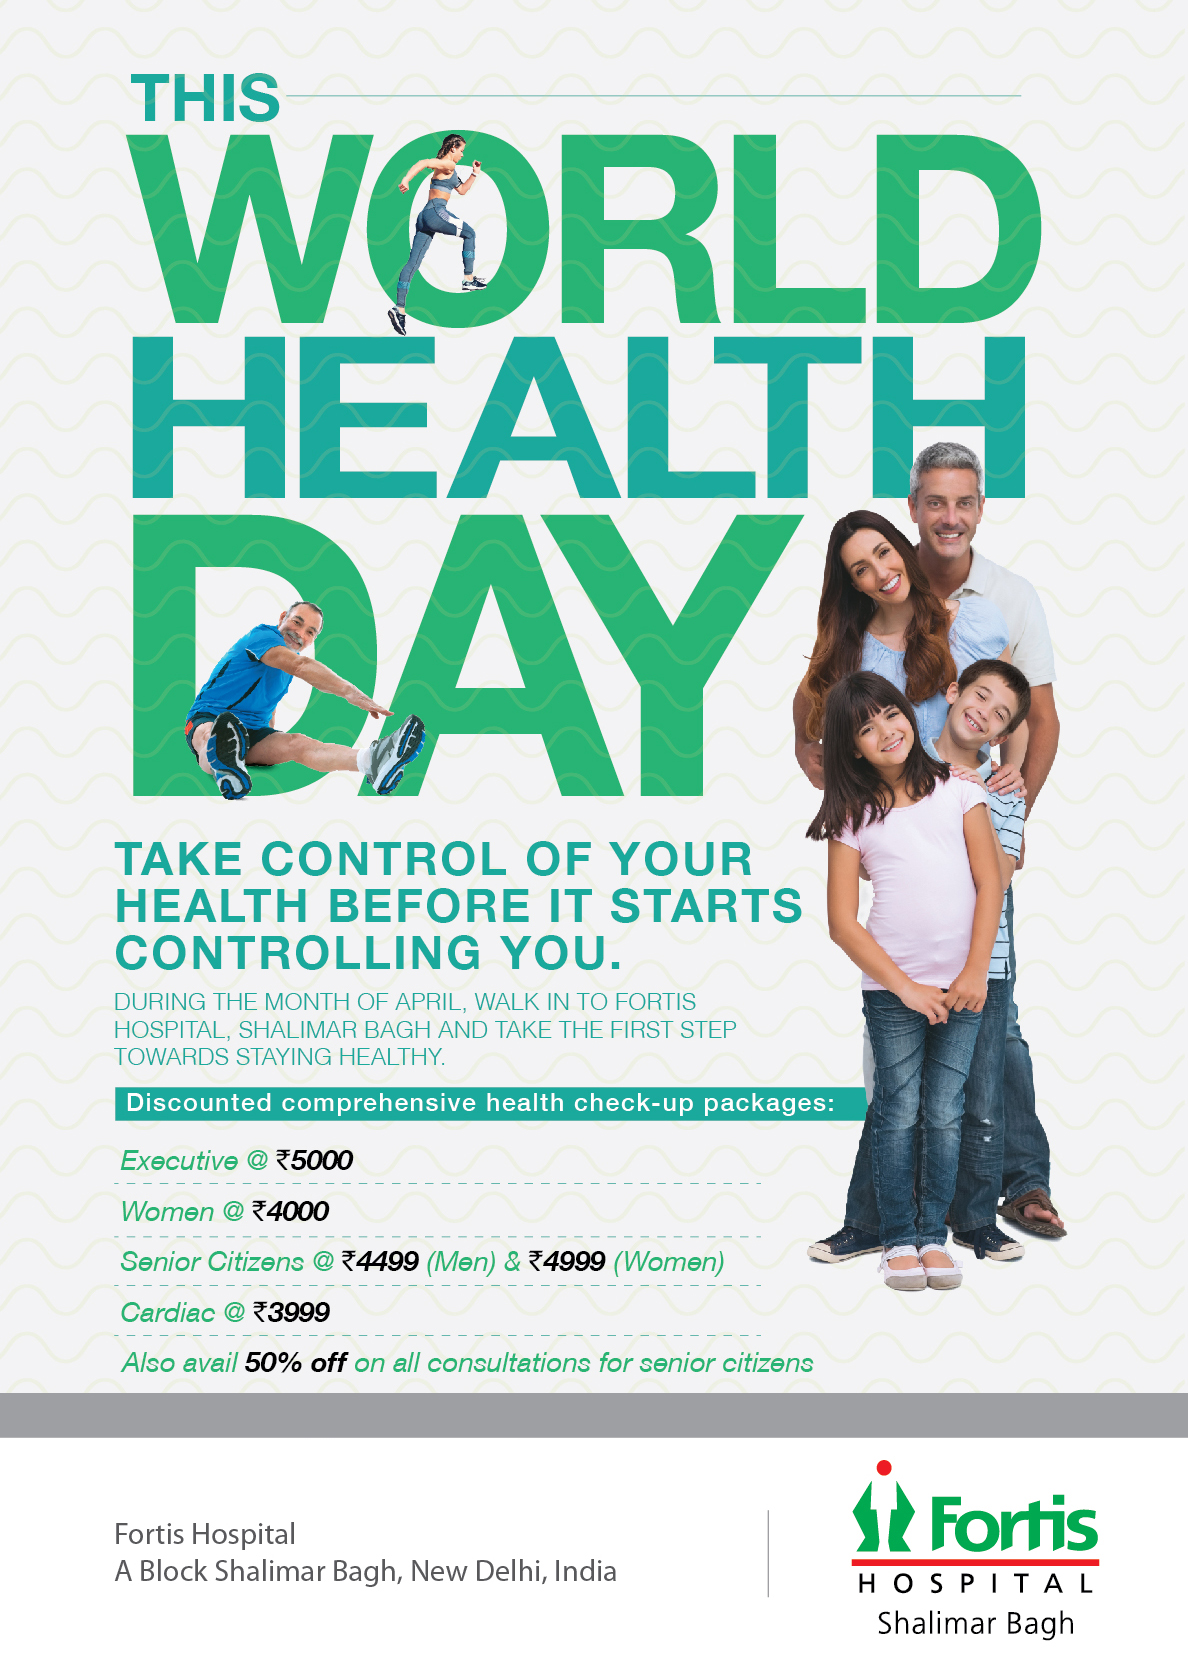 THIS
WORLD
HEALTH
DAY
TAKE CONTROL OF YOUR
HEALTH BEFORE IT STARTS
CONTROLLING YOU.
DURING THE MONTH OF APRIL, WALK IN TO FORTIS
HOSPITAL, SHALIMAR BAGH AND TAKE THE FIRST STEP
TOWARDS STAYING HEALTHY.
Discounted comprehensive health check-up packages:
Executive @ ₹5000
Women @ ₹4000
Senior Citizens @ ₹4499 (Men) & ₹4999 (Women)
Cardiac @ ₹3999
Also avail 50% off on all consultations for senior citizens
Fortis Hospital
A Block Shalimar Bagh, New Delhi, India
Fortis
HOSPITAL
Shalimar Bagh